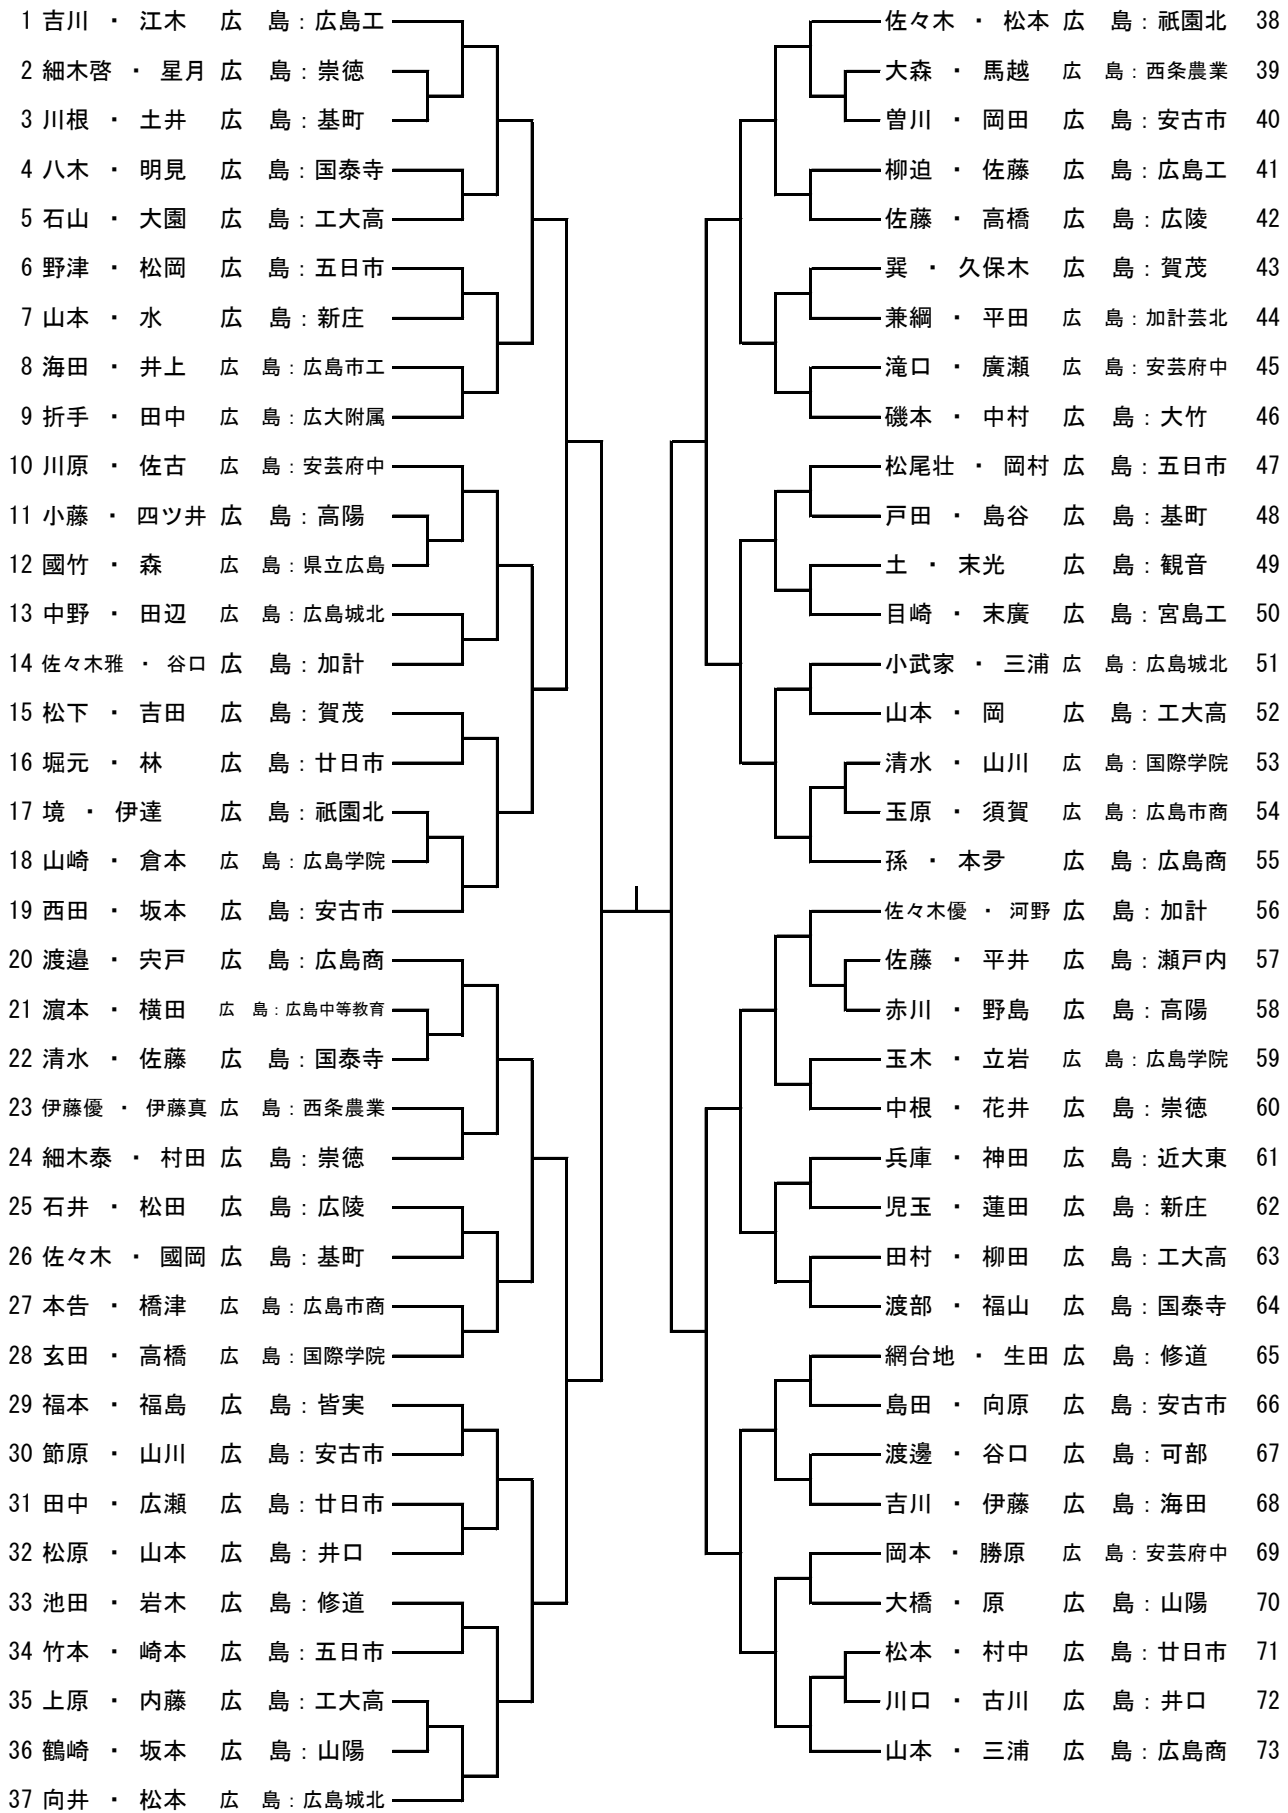 1 吉川 ・ 江木 広 島：広島工
2 細木啓 ・ 星月 広 島：崇徳
3 川根 ・ 土井 広 島：基町
4 八木 ・ 明見 広 島：国泰寺
5 石山 ・ 大園 広 島：工大高
6 野津 ・ 松岡 広 島：五日市
7 山本 ・ 水 広 島：新庄
8 海田 ・ 井上 広 島：広島市工
9 折手 ・ 田中 広 島：広大附属
10 川原 ・ 佐古 広 島：安芸府中
11 小藤 ・ 四ツ井 広 島：高陽
12 國竹 ・ 森 広 島：県立広島
13 中野 ・ 田辺 広 島：広島城北
14 佐々木雅 ・ 谷口 広 島：加計
15 松下 ・ 吉田 広 島：賀茂
16 堀元 ・ 林 広 島：廿日市
17 境 ・ 伊達 広 島：祇園北
18 山崎 ・ 倉本 広 島：広島学院
19 西田 ・ 坂本 広 島：安古市
20 渡邉 ・ 宍戸 広 島：広島商
21 濵本 ・ 横田 広 島：広島中等教育
22 清水 ・ 佐藤 広 島：国泰寺
23 伊藤優 ・ 伊藤真 広 島：西条農業
24 細木泰 ・ 村田 広 島：崇徳
25 石井 ・ 松田 広 島：広陵
26 佐々木 ・ 國岡 広 島：基町
27 本告 ・ 橋津 広 島：広島市商
28 玄田 ・ 高橋 広 島：国際学院
29 福本 ・ 福島 広 島：皆実
30 節原 ・ 山川 広 島：安古市
31 田中 ・ 広瀬 広 島：廿日市
32 松原 ・ 山本 広 島：井口
33 池田 ・ 岩木 広 島：修道
34 竹本 ・ 崎本 広 島：五日市
35 上原 ・ 内藤 広 島：工大高
36 鶴崎 ・ 坂本 広 島：山陽
37 向井 ・ 松本 広 島：広島城北
佐々木 ・ 松本 広 島：祇園北 38
大森 ・ 馬越 広 島：西条農業 39
曽川 ・ 岡田 広 島：安古市 40
柳迫 ・ 佐藤 広 島：広島工 41
佐藤 ・ 高橋 広 島：広陵 42
巽 ・ 久保木 広 島：賀茂 43
兼綱 ・ 平田 広 島：加計芸北 44
滝口 ・ 廣瀬 広 島：安芸府中 45
磯本 ・ 中村 広 島：大竹 46
松尾壮 ・ 岡村 広 島：五日市 47
戸田 ・ 島谷 広 島：基町 48
土 ・ 末光 広 島：観音 49
目崎 ・ 末廣 広 島：宮島工 50
小武家 ・ 三浦 広 島：広島城北 51
山本 ・ 岡 広 島：工大高 52
清水 ・ 山川 広 島：国際学院 53
玉原 ・ 須賀 広 島：広島市商 54
孫 ・ 本夛 広 島：広島商 55
佐々木優 ・ 河野 広 島：加計 56
佐藤 ・ 平井 広 島：瀬戸内 57
赤川 ・ 野島 広 島：高陽 58
玉木 ・ 立岩 広 島：広島学院 59
中根 ・ 花井 広 島：崇徳 60
兵庫 ・ 神田 広 島：近大東 61
児玉 ・ 蓮田 広 島：新庄 62
田村 ・ 柳田 広 島：工大高 63
渡部 ・ 福山 広 島：国泰寺 64
網台地 ・ 生田 広 島：修道 65
島田 ・ 向原 広 島：安古市 66
渡邊 ・ 谷口 広 島：可部 67
吉川 ・ 伊藤 広 島：海田 68
岡本 ・ 勝原 広 島：安芸府中 69
大橋 ・ 原 広 島：山陽 70
松本 ・ 村中 広 島：廿日市 71
川口 ・ 古川 広 島：井口 72
山本 ・ 三浦 広 島：広島商 73